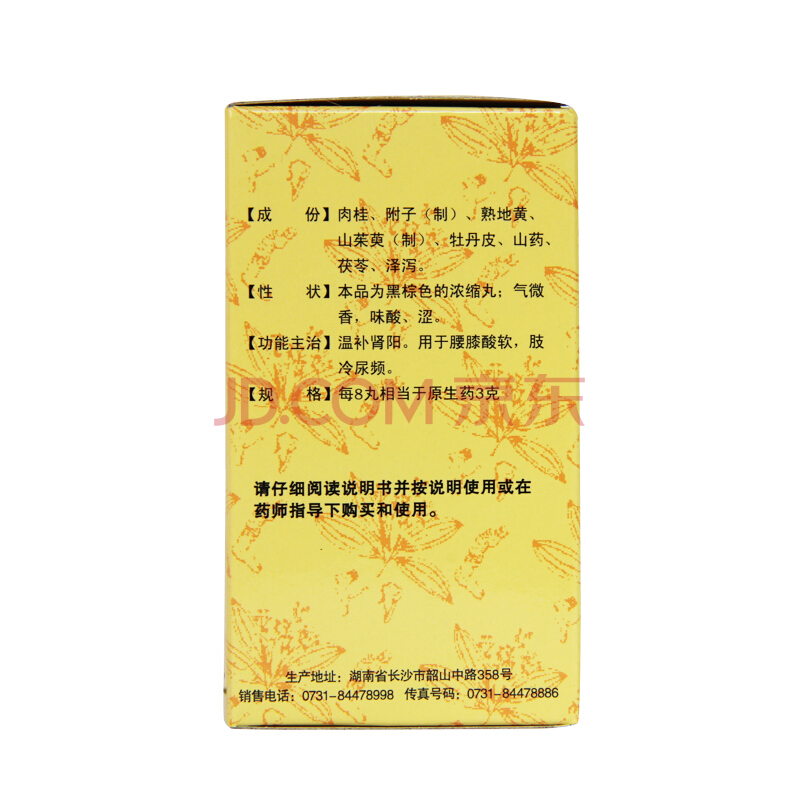 【成　　份】肉桂、附子（制）、熟地黄、
山茱萸（制）、牡丹皮、山药、
茯苓、泽泻。
【性　　状】本品为黑棕色的浓缩丸；气微
香，味酸、涩。
【功能主治】温补肾阳。用于腰膝酸软，肢
冷尿频。
【规　　格】每8丸相当于原生药3克
JD.COM 京东
请仔细阅读说明书并按说明使用或在
药师指导下购买和使用。
生产地址：湖南省长沙市韶山中路358号
销售电话：0731-84478998 传真号码：0731-84478886